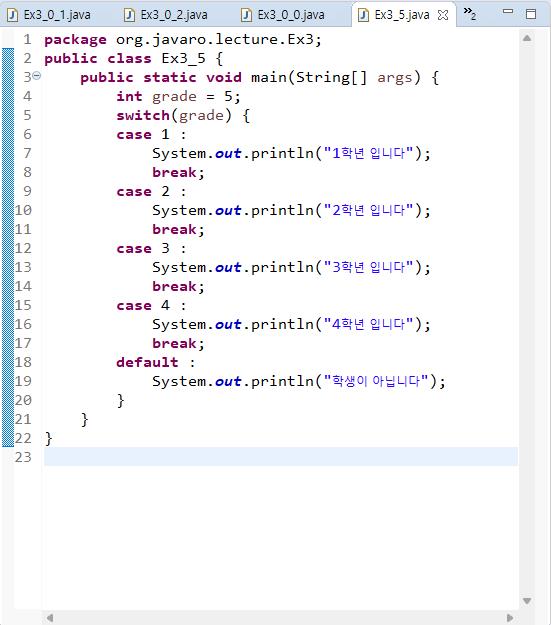 Ex3_0_1.java Ex3_0_2.java Ex3_0_0.java Ex3_5.java »2
1 package org.javaro.lecture.Ex3;
2 public class Ex3_5 {
3 public static void main(String[] args) {
4 int grade = 5;
5 switch(grade) {
6 case 1 :
7 System.out.println("1학년 입니다");
8 break;
9 case 2 :
10 System.out.println("2학년 입니다");
11 break;
12 case 3 :
13 System.out.println("3학년 입니다");
14 break;
15 case 4 :
16 System.out.println("4학년 입니다");
17 break;
18 default :
19 System.out.println("학생이 아닙니다");
20 }
21 }
22 }
23